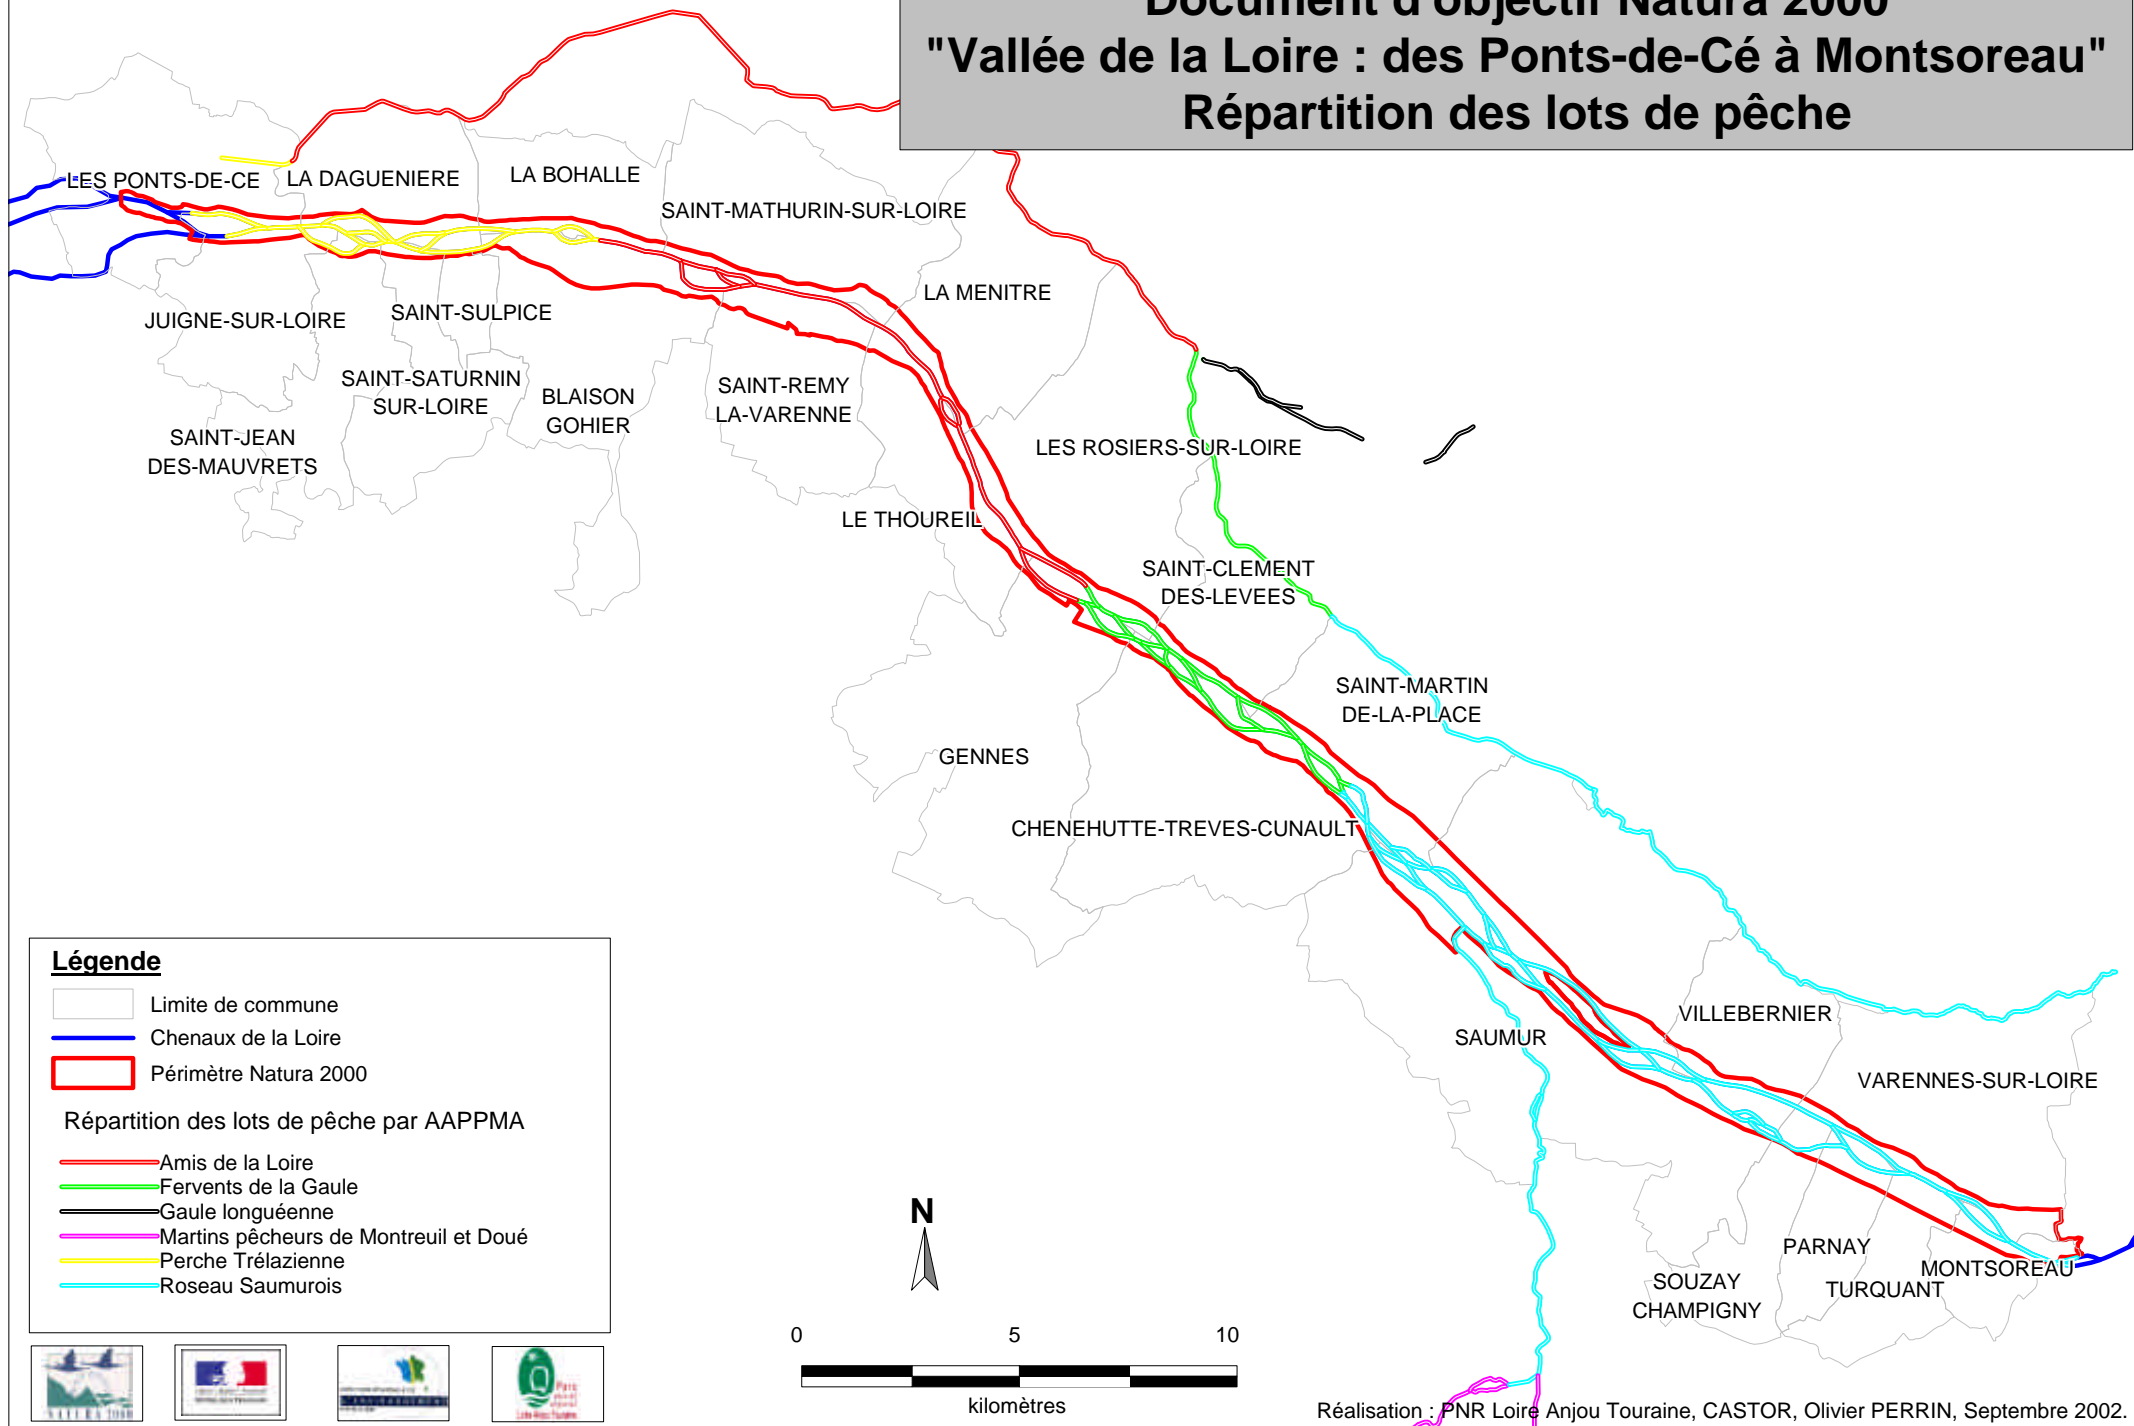 Document d'objectif Natura 2000
"Vallée de la Loire : des Ponts-de-Cé à Montsoreau"
Répartition des lots de pêche
LES PONTS-DE-CE
LA DAGUENIERE
LA BOHALLE
SAINT-MATHURIN-SUR-LOIRE
LA MENITRE
JUIGNE-SUR-LOIRE
SAINT-SULPICE
SAINT-SATURNIN
SUR-LOIRE
BLAISON
GOHIER
SAINT-REMY
LA-VARENNE
SAINT-JEAN
DES-MAUVRETS
LES ROSIERS-SUR-LOIRE
LE THOUREIL
SAINT-CLEMENT
DES-LEVEES
SAINT-MARTIN
DE-LA-PLACE
GENNES
CHENEHUTTE-TREVES-CUNAULT
SAUMUR
VILLEBERNIER
VARENNES-SUR-LOIRE
PARNAY
MONTSOREAU
TURQUANT
SOUZAY
CHAMPIGNY
Légende
Limite de commune
Chenaux de la Loire
Périmètre Natura 2000
Répartition des lots de pêche par AAPPMA
Amis de la Loire
Fervents de la Gaule
Gaule longuéenne
Martins pêcheurs de Montreuil et Doué
Perche Trélazienne
Roseau Saumurois
N
0 5 10
kilomètres
NATURA 2000
Parc
Réalisation : PNR Loire Anjou Touraine, CASTOR, Olivier PERRIN, Septembre 2002.